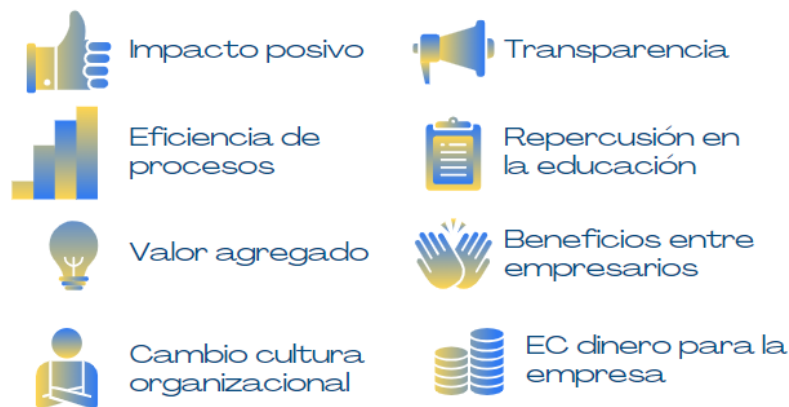 Impacto posivo
Transparencia
Eficiencia de
procesos
Repercusión en
la educación
Valor agregado
Beneficios entre
empresarios
Cambio cultura
organizacional
EC dinero para la
empresa